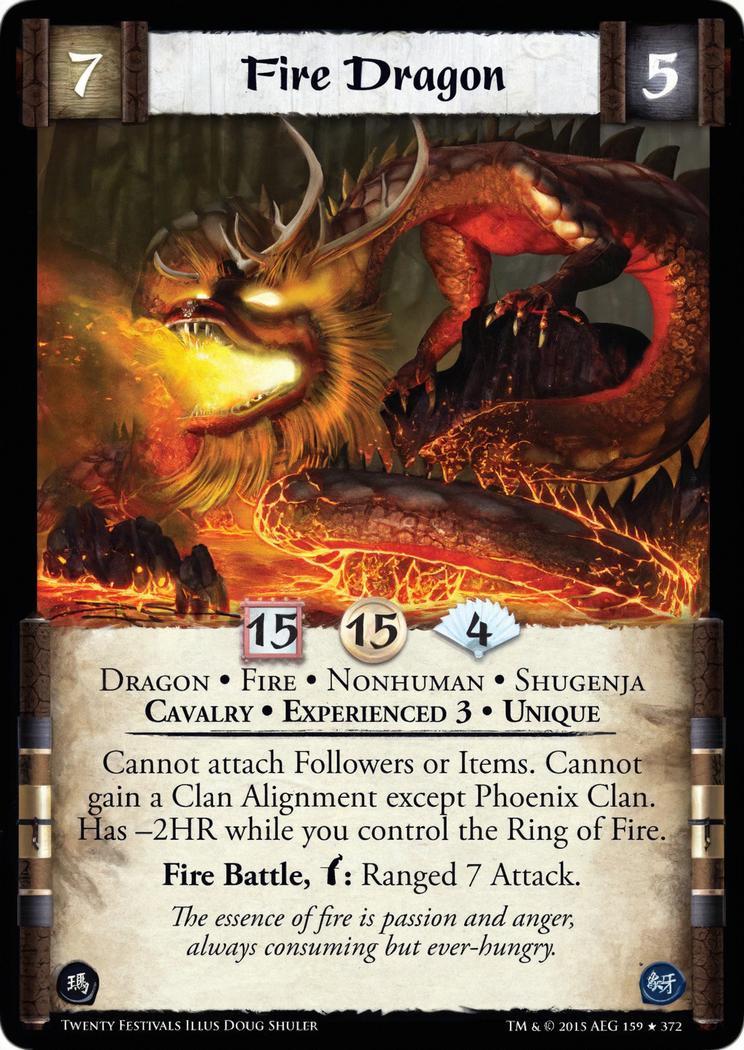 7
Fire Dragon
5
15
15
4
Dragon • Fire • Nonhuman • Shugenja
Cavalry • Experienced 3 • Unique
Cannot attach Followers or Items. Cannot
gain a Clan Alignment except Phoenix Clan.
Has –2HR while you control the Ring of Fire.
Fire Battle, : Ranged 7 Attack.
The essence of fire is passion and anger,
always consuming but ever-hungry.
Twenty Festivals Illus Doug Shuler
TM & © 2015 AEG 159 ★ 372